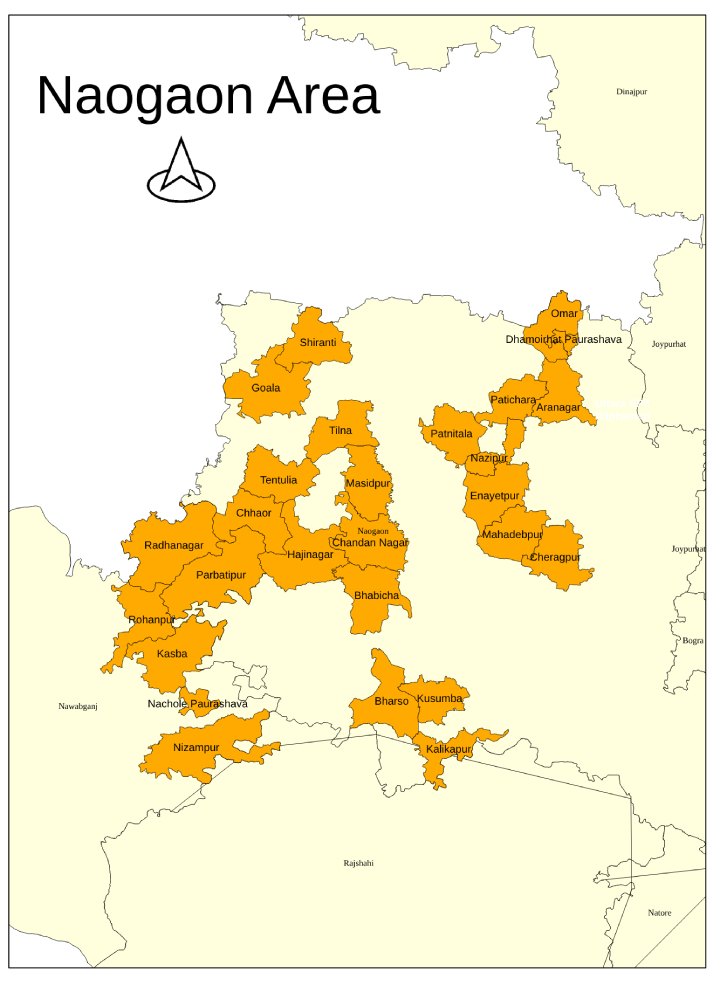 Naogaon Area
Dinajpur
Omar
Dhamoirhat Paurashava
Shiranti
Joypurhat
Goala
Patichara
Aranagar
Tilna
Patnitala
Nazipur
Tentulia
Masidpur
Enayetpur
Chhaor
Naogaon
Mahadebpur
Chandan Nagar
Radhanagar
Hajinagar
Joypurhat
Cheragpur
Parbatipur
Bhabicha
Rohanpur
Bogra
Kasba
Kusumba
Bharso
Nachole Paurashava
Nawabganj
Nizampur
Kalikapur
Rajshahi
Natore